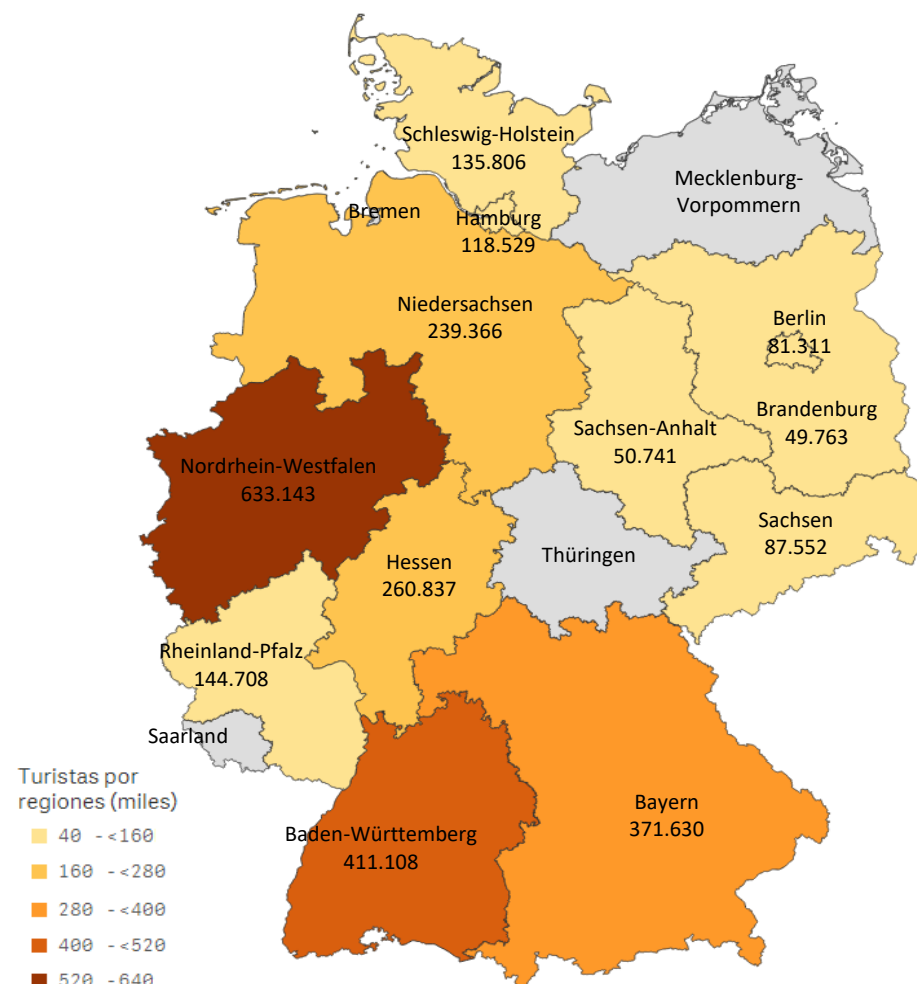 Schleswig-Holstein
135.806
Mecklenburg-
Vorpommern
Bremen
Hamburg
118.529
Niedersachsen
239.366
Berlin
81.311
Brandenburg
49.763
Sachsen-Anhalt
50.741
Nordrhein-Westfalen
633.143
Sachsen
87.552
Thüringen
Hessen
260.837
Rheinland-Pfalz
144.708
Saarland
Bayern
371.630
Baden-Württemberg
411.108
Turistas por
regiones (miles)
40 -<160
160 -<280
280 -<400
400 -<520
520 -640